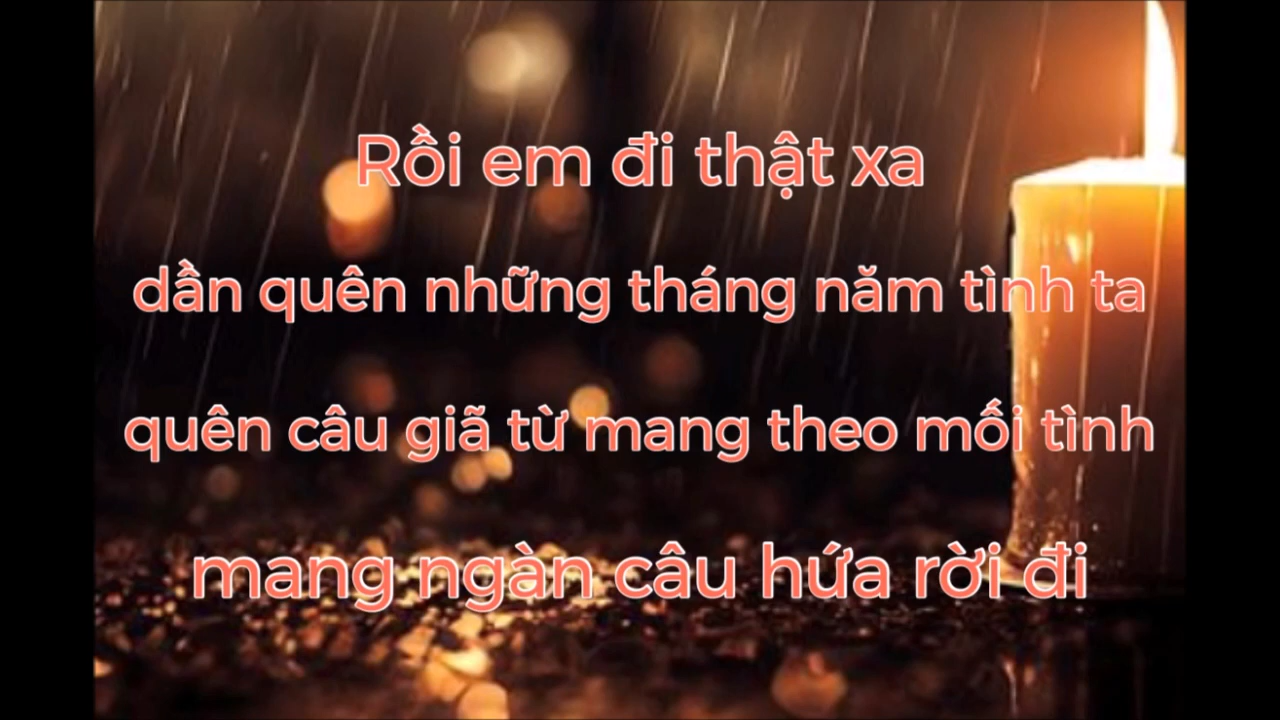 Rồi em đi thật xa
dần quên những tháng năm tình ta
quên câu giã từ mang theo mối tình
mang ngàn câu hứa rời đi